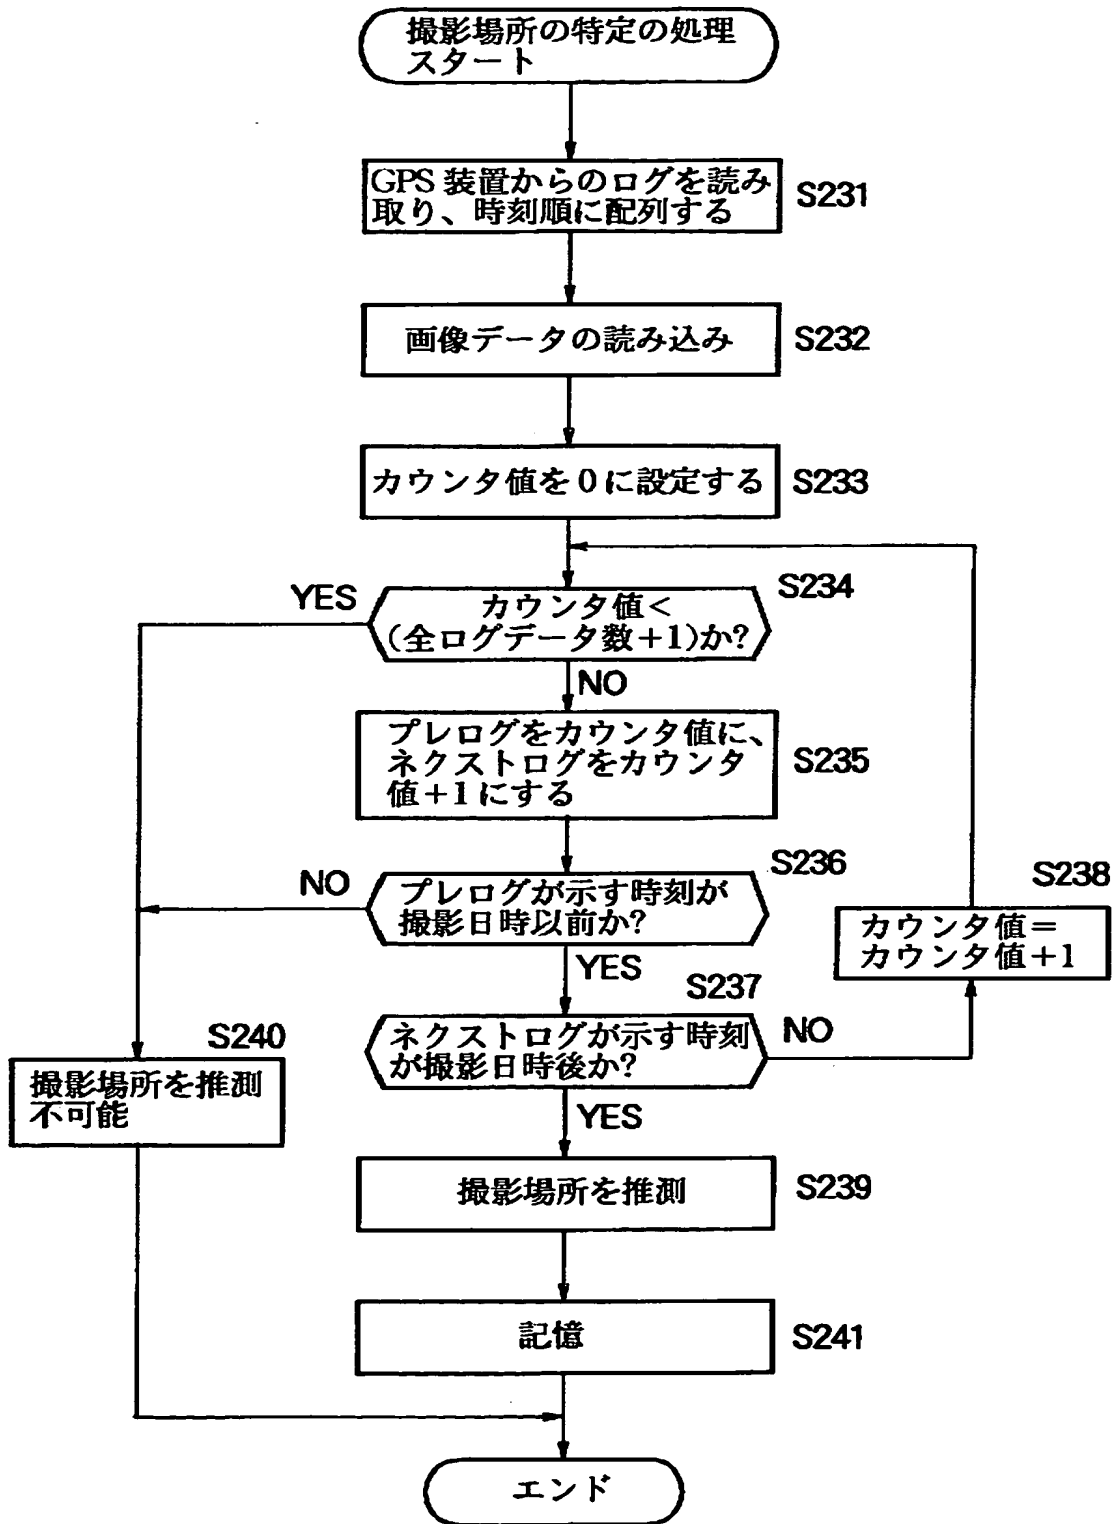 撮影場所の特定の処理
スタート
GPS 装置からのログを読み
取り、時刻順に配列する
S231
画像データの読み込み
S232
カウンタ値を0に設定する
S233
S234
YES
カウンタ値<
(全ログデータ数+1)か?
NO
プレログをカウンタ値に、
ネクストログをカウンタ
値+1にする
S235
S236
NO
プレログが示す時刻が
撮影日時以前か?
YES
S238
カウンタ値=
カウンタ値+1
S237
ネクストログが示す時刻
が撮影日時後か?
NO
YES
S240
撮影場所を推測
不可能
撮影場所を推測
S239
記憶
S241
エンド